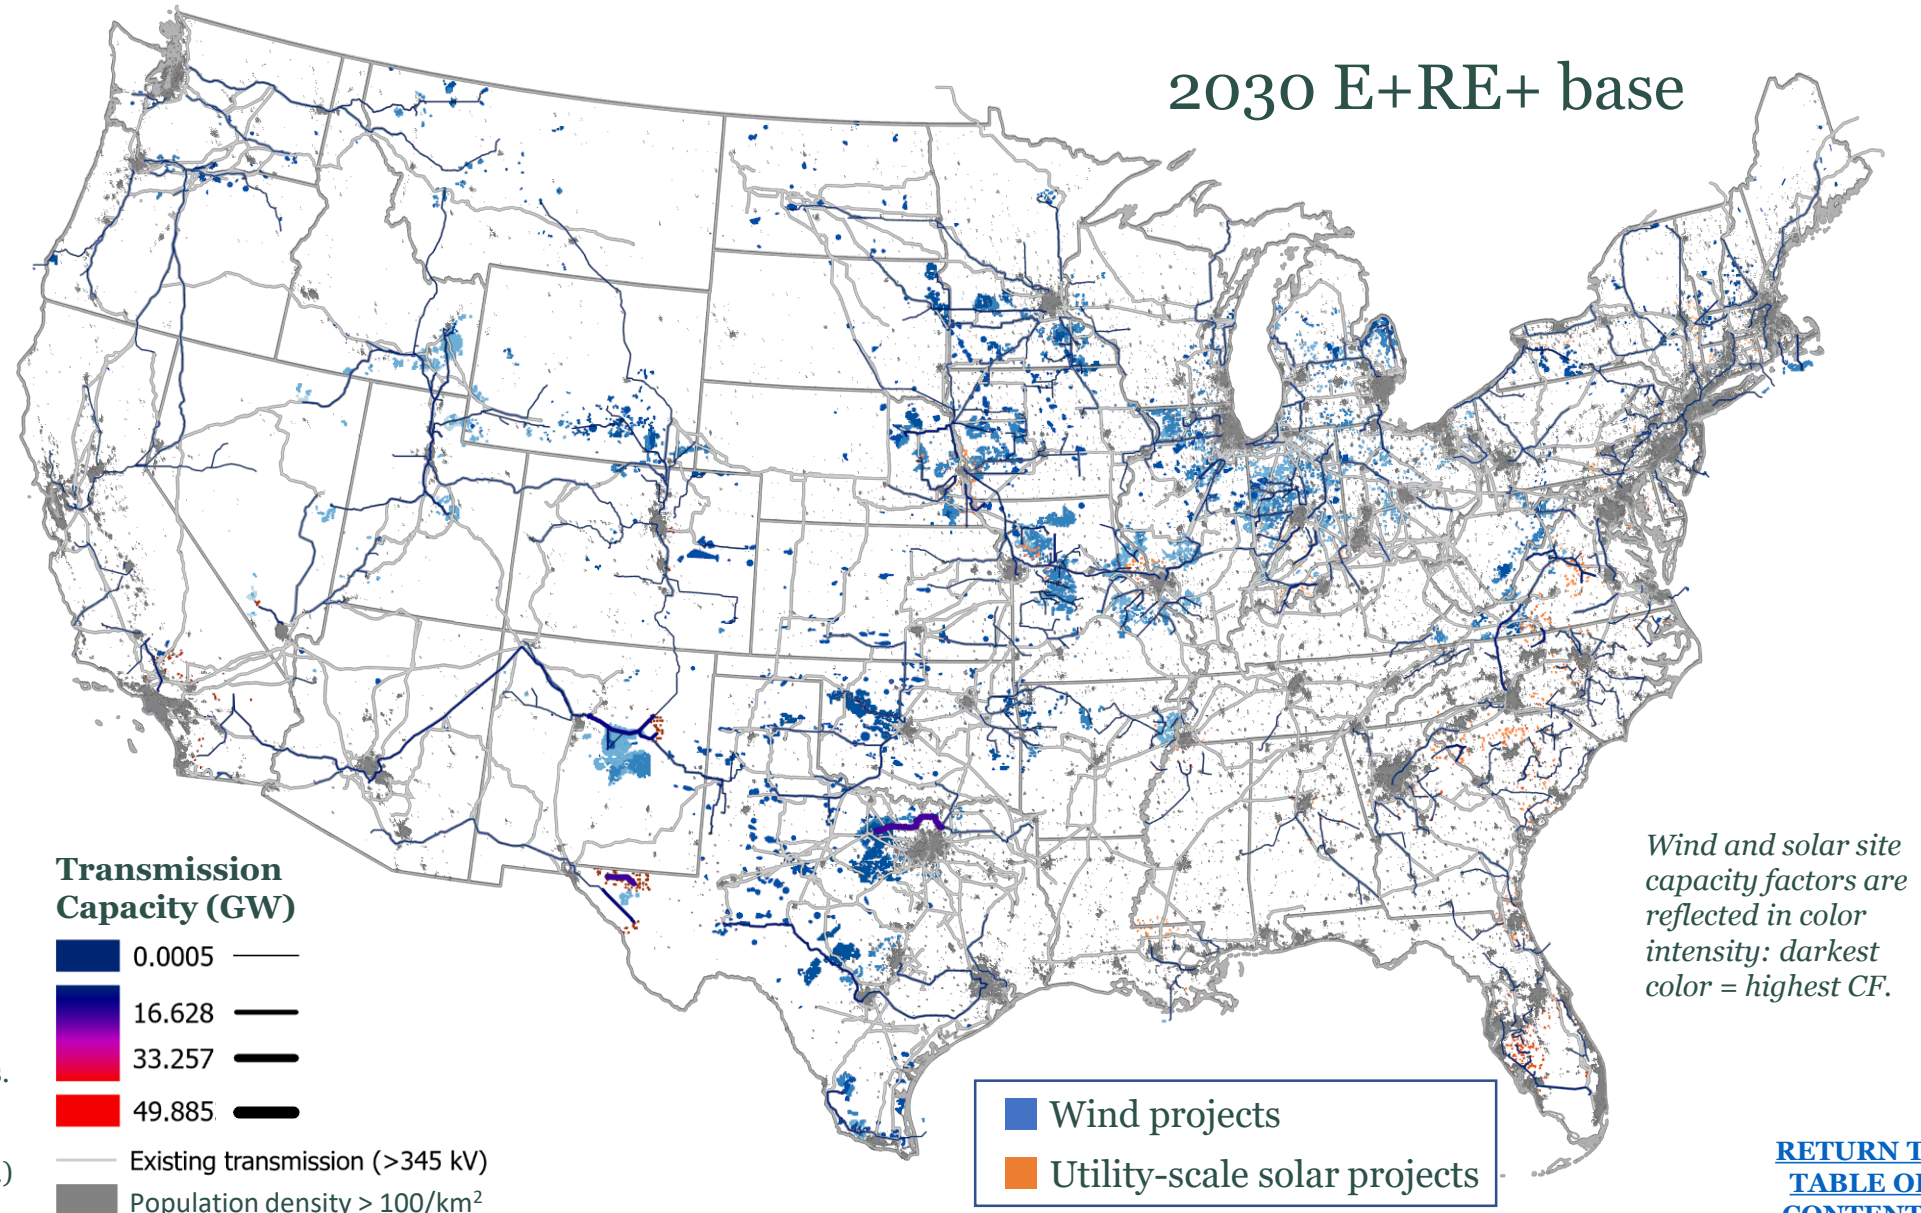 2030 E+RE+ base
Transmission
Capacity (GW)
0.0005
16.628
33.257
49.885
Existing transmission (>345 kV)
Population density > 100/km²
Wind projects
Utility-scale solar projects
Wind and solar site
capacity factors are
reflected in color
intensity: darkest
color = highest CF.
RETURN T
TABLE O
CONTENT
s.
)